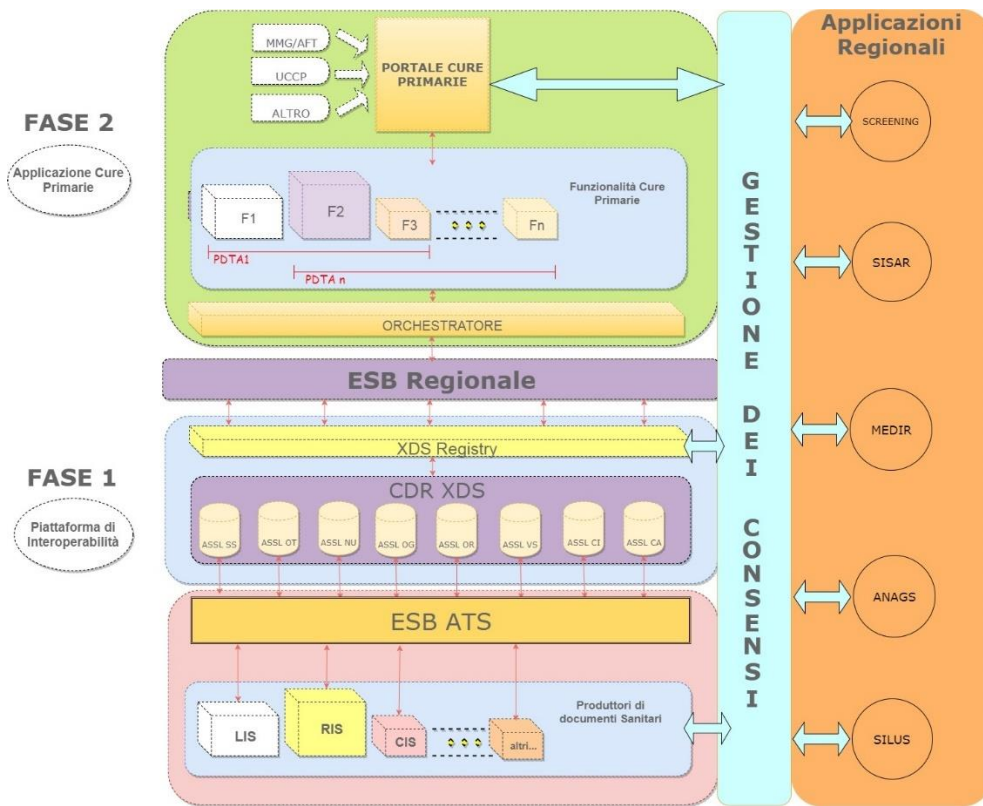 Applicazioni
Regionali
MMG/AFT
UCCP
ALTRO
PORTALE CURE
PRIMARIE
FASE 2
Applicazione Cure
Primarie
F1
F2
F3
Fn
Funzionalità Cure
Primarie
PDTA1
PDTA n
ORCHESTRATORE
ESB Regionale
FASE 1
Piattaforma di
Interoperabilità
XDS Registry
CDR XDS
ASSL SS
ASSL OT
ASSL NU
ASSL OG
ASSL OR
ASSL VS
ASSL CI
ASSL CA
ESB ATS
LIS
RIS
CIS
altri...
Produttori di
documenti Sanitari
GESTIONE
DEI
CONSENSI
SCREENING
SISAR
MEDIR
ANAGS
SILUS